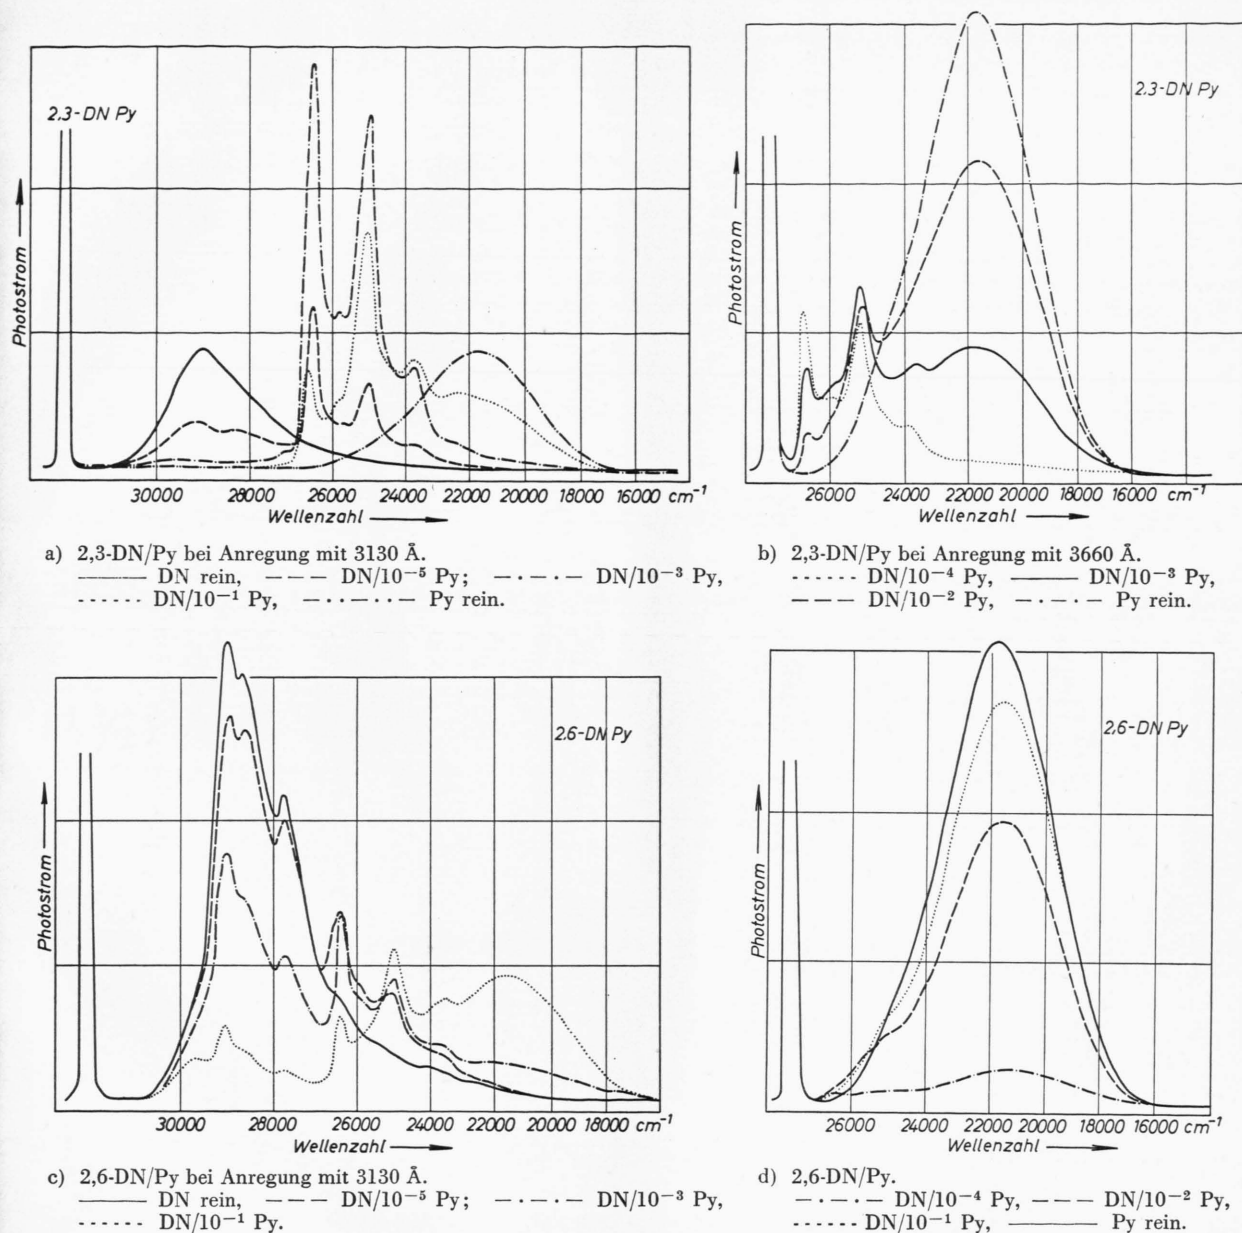 2,3-DN Py
Photostrom
30000 28000 26000 24000 22000 20000 18000 16000 cm⁻¹
Wellenzahl
a) 2,3-DN/Py bei Anregung mit 3130 Å.
DN rein, DN/10⁻⁵ Py; DN/10⁻³ Py,
DN/10⁻¹ Py, Py rein.
2,3-DN Py
Photostrom
26000 24000 22000 20000 18000 16000 cm⁻¹
Wellenzahl
b) 2,3-DN/Py bei Anregung mit 3660 Å.
DN/10⁻⁴ Py, DN/10⁻³ Py,
DN/10⁻² Py, Py rein.
2,6-DN Py
Photostrom
30000 28000 26000 24000 22000 20000 18000 cm⁻¹
Wellenzahl
c) 2,6-DN/Py bei Anregung mit 3130 Å.
DN rein, DN/10⁻⁵ Py; DN/10⁻³ Py,
DN/10⁻¹ Py.
2,6-DN Py
Photostrom
26000 24000 22000 20000 18000 16000 cm⁻¹
Wellenzahl
d) 2,6-DN/Py.
DN/10⁻⁴ Py, DN/10⁻² Py,
DN/10⁻¹ Py, Py rein.